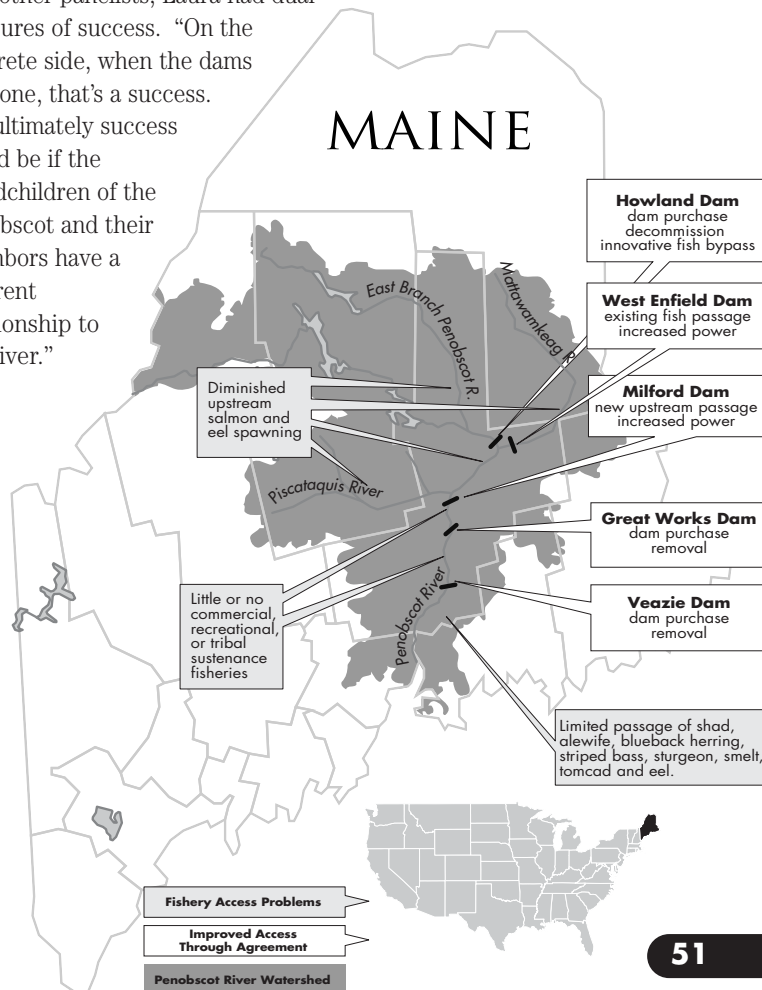 other panelists, Laura had dual
ures of success. “On the
rete side, when the dams
one, that’s a success.
ultimately success
d be if the
dchildren of the
bscot and their
bors have a
rent
ionship to
iver.”
MAINE
Howland Dam
dam purchase
decommission
innovative fish bypass
East Branch Penobscot R.
Mattawamkeag R.
West Enfield Dam
existing fish passage
increased power
Diminished
upstream
salmon and
eel spawning
Milford Dam
new upstream passage
increased power
Piscataquis River
Great Works Dam
dam purchase
removal
Little or no
commercial,
recreational,
or tribal
sustenance
fisheries
Penobscot River
Veazie Dam
dam purchase
removal
Limited passage of shad,
alewife, blueback herring,
striped bass, sturgeon, smelt,
tomcad and eel.
Fishery Access Problems
Improved Access
Through Agreement
Penobscot River Watershed
51